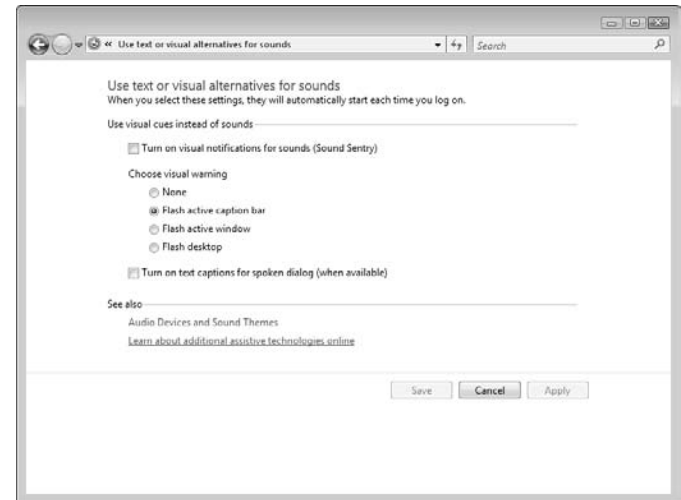 « Use text or visual alternatives for sounds
Search
Use text or visual alternatives for sounds
When you select these settings, they will automatically start each time you log on.
Use visual cues instead of sounds
Turn on visual notifications for sounds (Sound Sentry)
Choose visual warning
None
Flash active caption bar
Flash active window
Flash desktop
Turn on text captions for spoken dialog (when available)
See also
Audio Devices and Sound Themes
Learn about additional assistive technologies online
Save Cancel Apply